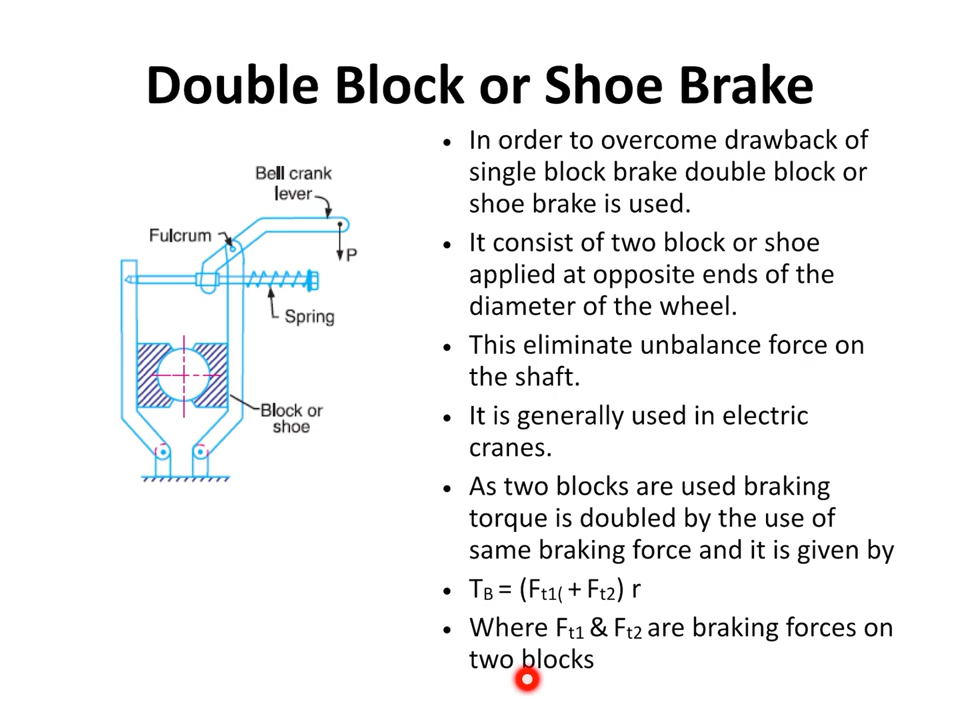 Double Block or Shoe Brake
Bell crank
lever
Fulcrum
P
Spring
Block or
shoe
• In order to overcome drawback of
single block brake double block or
shoe brake is used.
• It consist of two block or shoe
applied at opposite ends of the
diameter of the wheel.
• This eliminate unbalance force on
the shaft.
• It is generally used in electric
cranes.
• As two blocks are used braking
torque is doubled by the use of
same braking force and it is given by
• TB = (Ft1( + Ft2) r
• Where Ft1 & Ft2 are braking forces on
two blocks